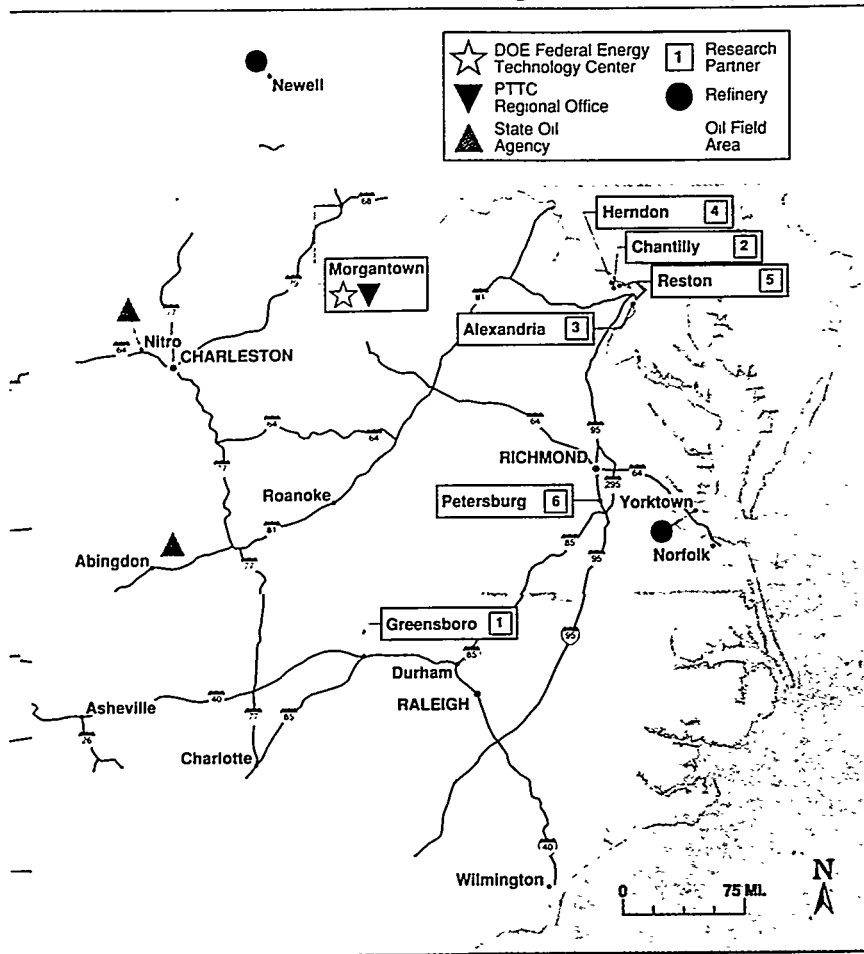 DOE Federal Energy
Technology Center
1
Research
Partner
PTTC
Regional Office
Refinery
State Oil
Agency
Oil Field
Area
Newell
68
Herndon 4
Chantilly 2
Morgantown
79
Reston 5
81
77
Alexandria 3
Nitro
64
CHARLESTON
64
64
64
95
77
RICHMOND
64
295
Roanoke
Petersburg 6
Yorktown
81
85
Norfolk
Abingdon
95
77
Greensboro 1
95
85
Durham
40
RALEIGH
Asheville
77
85
26
Charlotte
40
Wilmington
N
0 75 MI.